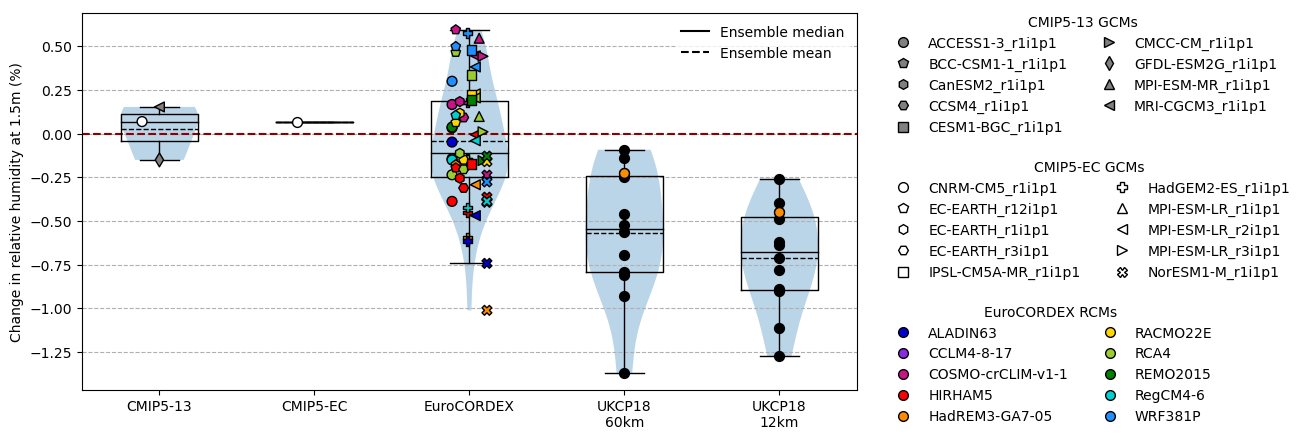 Change in relative humidity at 1.5m (%)
0.50
0.25
0.00
−0.25
−0.50
−0.75
−1.00
−1.25
Ensemble median
Ensemble mean
CMIP5-13
CMIP5-EC
EuroCORDEX
UKCP18
60km
UKCP18
12km
CMIP5-13 GCMs
ACCESS1-3_r1i1p1
BCC-CSM1-1_r1i1p1
CanESM2_r1i1p1
CCSM4_r1i1p1
CESM1-BGC_r1i1p1
CMCC-CM_r1i1p1
GFDL-ESM2G_r1i1p1
MPI-ESM-MR_r1i1p1
MRI-CGCM3_r1i1p1
CMIP5-EC GCMs
CNRM-CM5_r1i1p1
EC-EARTH_r12i1p1
EC-EARTH_r1i1p1
EC-EARTH_r3i1p1
IPSL-CM5A-MR_r1i1p1
HadGEM2-ES_r1i1p1
MPI-ESM-LR_r1i1p1
MPI-ESM-LR_r2i1p1
MPI-ESM-LR_r3i1p1
NorESM1-M_r1i1p1
EuroCORDEX RCMs
ALADIN63
CCLM4-8-17
COSMO-crCLIM-v1-1
HIRHAM5
HadREM3-GA7-05
RACMO22E
RCA4
REMO2015
RegCM4-6
WRF381P